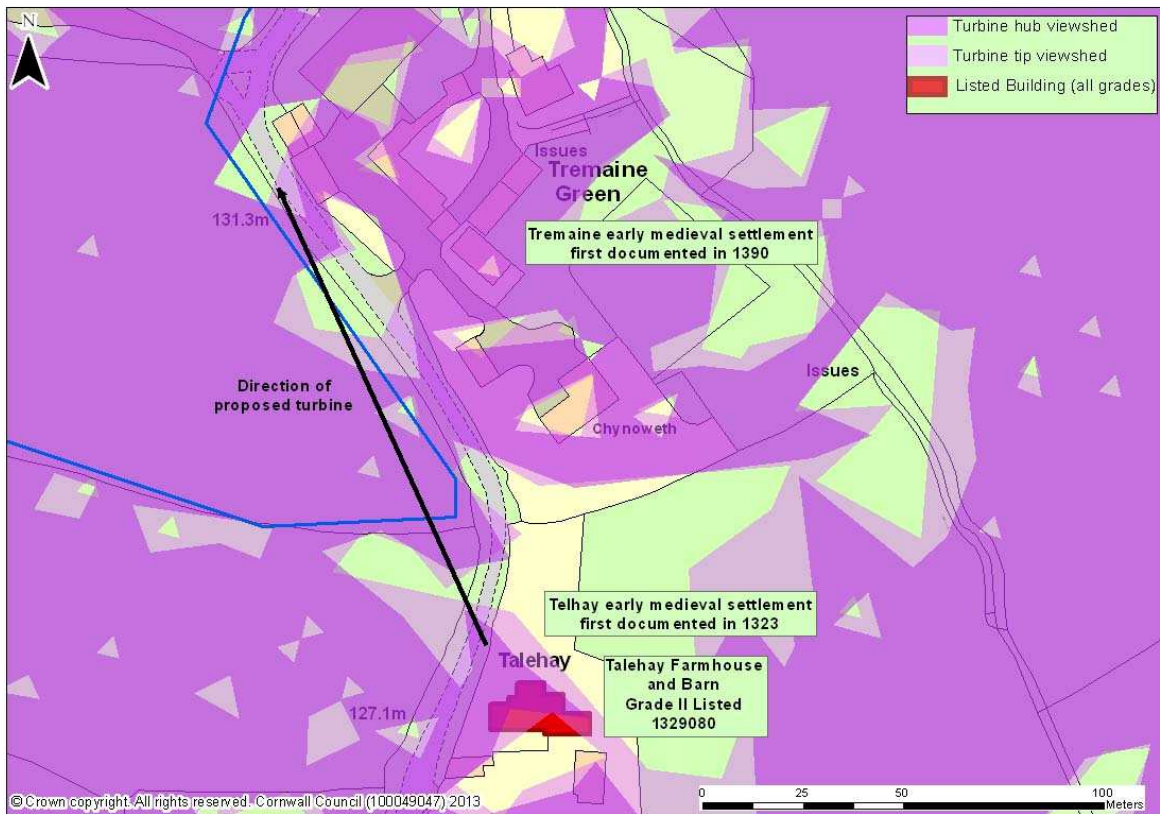 N
Turbine hub viewshed
Turbine tip viewshed
Listed Building (all grades)
Issues
Tremaine
Green
131.3m
Tremaine early medieval settlement
first documented in 1390
Direction of
proposed turbine
Issues
Chynoweth
Telhay early medieval settlement
first documented in 1323
Talehay
Talehay Farmhouse
and Barn
Grade II Listed
1329080
127.1m
© Crown copyright. All rights reserved. Cornwall Council (100049047) 2013
0 25 50 100
Meters